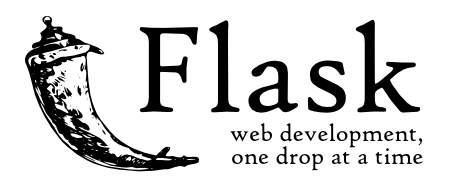 Flask
web development,
one drop at a time